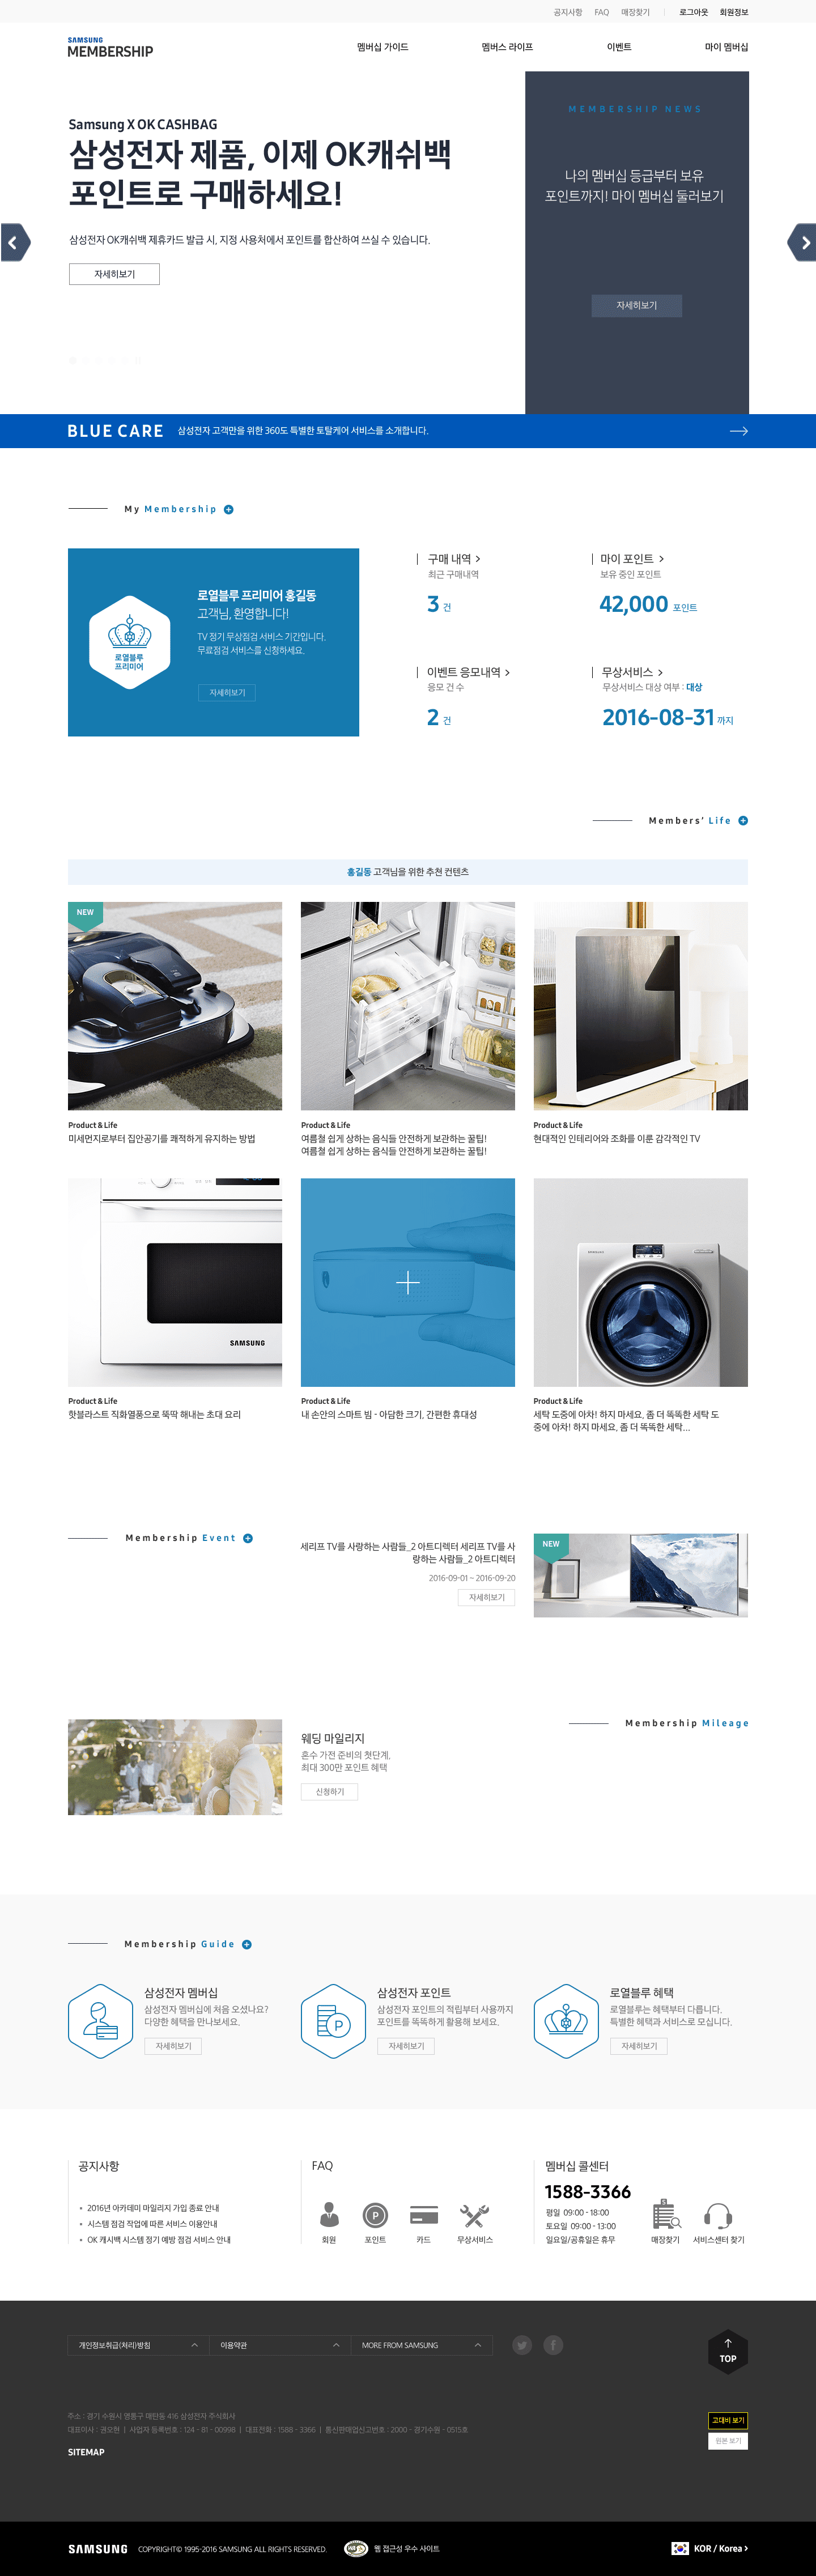 공지사항 FAQ 매장찾기 로그아웃 회원정보
SAMSUNG
MEMBERSHIP
멤버십 가이드 멤버스 라이프 이벤트 마이 멤버십
Samsung X OK CASHBAG
삼성전자 제품, 이제 OK캐쉬백
포인트로 구매하세요!
삼성전자 OK캐쉬백 제휴카드 발급 시, 지정 사용처에서 포인트를 합산하여 쓰실 수 있습니다.
자세히보기
MEMBERSHIP NEWS
나의 멤버십 등급부터 보유
포인트까지! 마이 멤버십 둘러보기
자세히보기
BLUE CARE 삼성전자 고객만을 위한 360도 특별한 토탈케어 서비스를 소개합니다.
My Membership
로열블루
프리미어
로열블루 프리미어 홍길동
고객님, 환영합니다!
TV 정기 무상점검 서비스 기간입니다.
무료점검 서비스를 신청하세요.
자세히보기
구매 내역
최근 구매내역
3 건
마이 포인트
보유 중인 포인트
42,000 포인트
이벤트 응모내역
응모 건 수
2 건
무상서비스
무상서비스 대상 여부 : 대상
2016-08-31 까지
Members' Life
홍길동 고객님을 위한 추천 컨텐츠
NEW
Product & Life
미세먼지로부터 집안공기를 쾌적하게 유지하는 방법
Product & Life
여름철 쉽게 상하는 음식들 안전하게 보관하는 꿀팁!
여름철 쉽게 상하는 음식들 안전하게 보관하는 꿀팁!
Product & Life
현대적인 인테리어와 조화를 이룬 감각적인 TV
SAMSUNG
Product & Life
핫블라스트 직화열풍으로 뚝딱 해내는 초대 요리
Product & Life
내 손안의 스마트 빔 - 아담한 크기, 간편한 휴대성
Product & Life
세탁 도중에 아차! 하지 마세요, 좀 더 똑똑한 세탁 도
중에 아차! 하지 마세요, 좀 더 똑똑한 세탁...
Membership Event
세리프 TV를 사랑하는 사람들_2 아트디렉터 세리프 TV를 사
랑하는 사람들_2 아트디렉터
2016-09-01 ~ 2016-09-20
자세히보기
NEW
Membership Mileage
웨딩 마일리지
혼수 가전 준비의 첫단계,
최대 300만 포인트 혜택
신청하기
Membership Guide
삼성전자 멤버십
삼성전자 멤버십에 처음 오셨나요?
다양한 혜택을 만나보세요.
자세히보기
P
삼성전자 포인트
삼성전자 포인트의 적립부터 사용까지
포인트를 똑똑하게 활용해 보세요.
자세히보기
로열블루 혜택
로열블루는 혜택부터 다릅니다.
특별한 혜택과 서비스로 모십니다.
자세히보기
공지사항
2016년 아카데미 마일리지 가입 종료 안내
시스템 점검 작업에 따른 서비스 이용안내
OK 캐시백 시스템 정기 예방 점검 서비스 안내
FAQ
P
회원 포인트 카드 무상서비스
멤버십 콜센터
1588-3366
평일 09:00 - 18:00
토요일 09:00 - 13:00
일요일/공휴일은 휴무
S
매장찾기 서비스센터 찾기
개인정보취급(처리)방침 이용약관 MORE FROM SAMSUNG
TOP
주소 : 경기 수원시 영통구 매탄동 416 삼성전자 주식회사
대표이사 : 권오현 | 사업자 등록번호 : 124 - 81 - 00998 | 대표전화 : 1588 - 3366 | 통신판매업신고번호 : 2000 - 경기수원 - 0515호
SITEMAP
고대비 보기
원본 보기
SAMSUNG COPYRIGHT© 1995-2016 SAMSUNG ALL RIGHTS RESERVED. 웹 접근성 우수 사이트 KOR / Korea